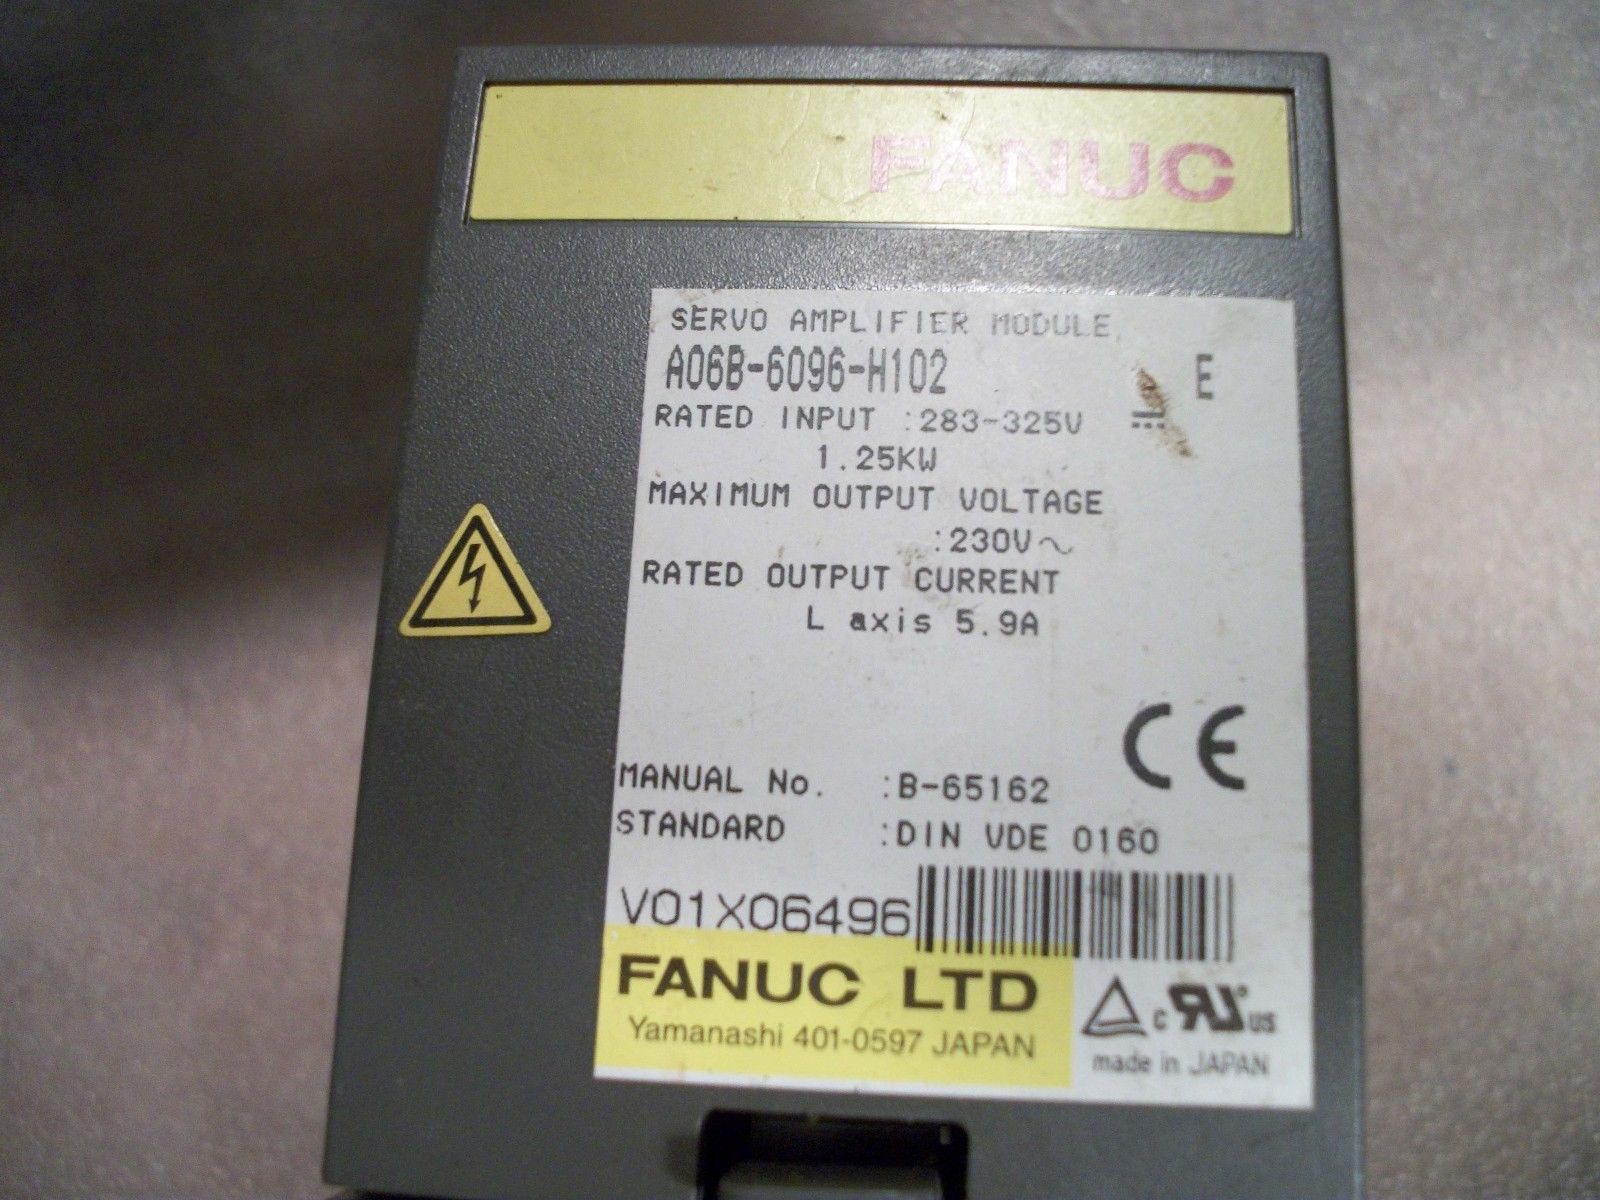 FANUC
SERVO AMPLIFIER MODULE
A06B-6096-H102 E
RATED INPUT :283-325V ⎓
1.25KW
MAXIMUM OUTPUT VOLTAGE
:230V~
RATED OUTPUT CURRENT
L axis 5.9A
CE
MANUAL No. :B-65162
STANDARD :DIN VDE 0160
V01X06496
FANUC LTD
Yamanashi 401-0597 JAPAN
c RU us
made in JAPAN